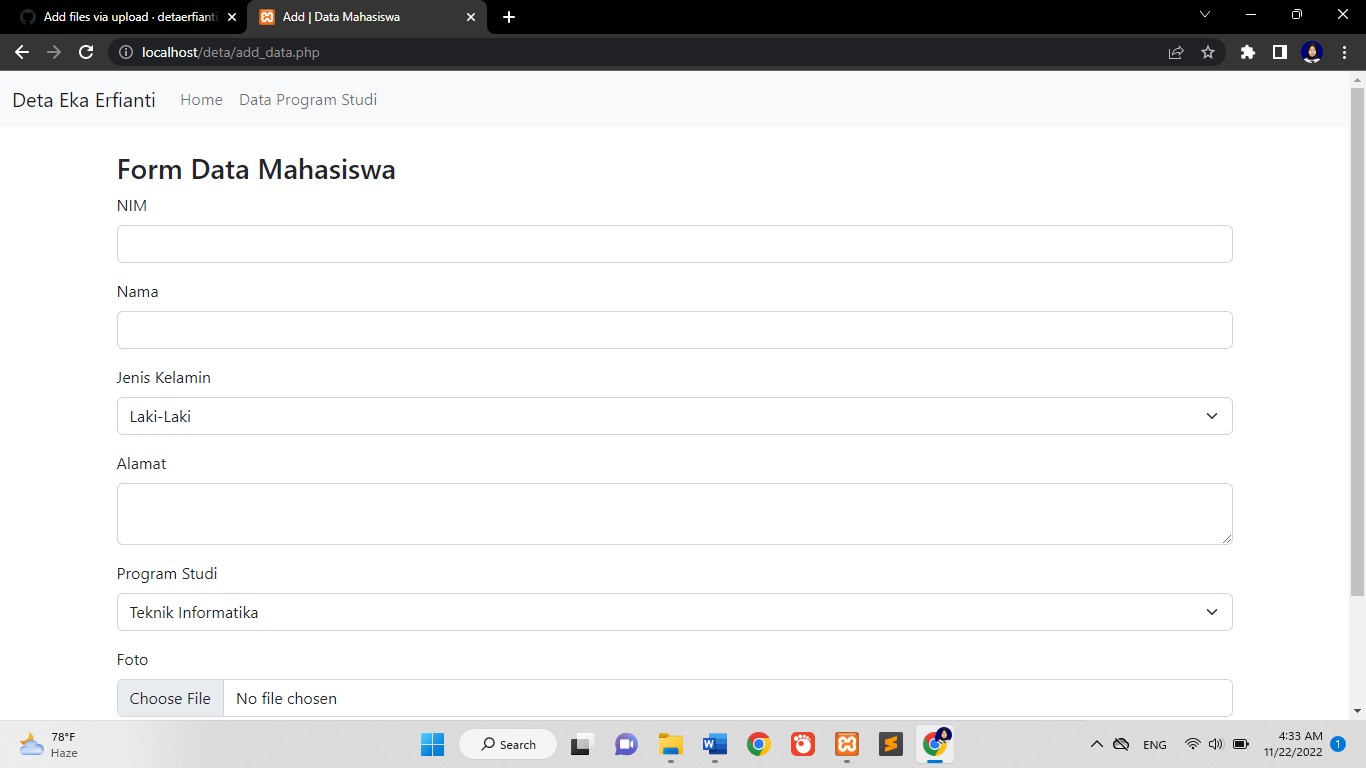 Add files via upload · detaerfianti
Add | Data Mahasiswa
localhost/deta/add_data.php
Deta Eka Erfianti Home Data Program Studi
Form Data Mahasiswa
NIM
Nama
Jenis Kelamin
Laki-Laki
Alamat
Program Studi
Teknik Informatika
Foto
Choose File No file chosen
78°F
Haze
Search
ENG
4:33 AM
11/22/2022
1